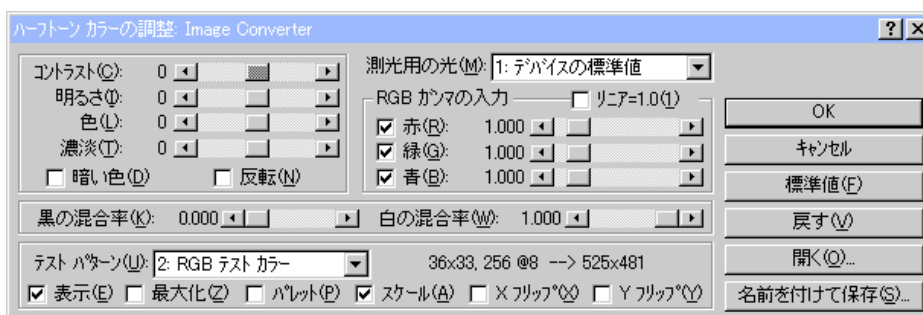 ハーフトーン カラーの調整: Image Converter
コントラスト(C): 0
明るさ(I): 0
色(L): 0
濃淡(T): 0
暗い色(D) 反転(N)
測光用の光(M): 1: デバイスの標準値
RGB ガンマの入力 リニア=1.0(1)
赤(R): 1.000
緑(G): 1.000
青(B): 1.000
黒の混合率(K): 0.000 白の混合率(W): 1.000
テスト パターン(U): 2: RGB テスト カラー 36x33, 256 @8 --> 525x481
表示(E) 最大化(Z) パレット(P) スケール(A) X フリップ(X) Y フリップ(Y)
OK
キャンセル
標準値(F)
戻す(V)
開く(O)...
名前を付けて保存(S)...